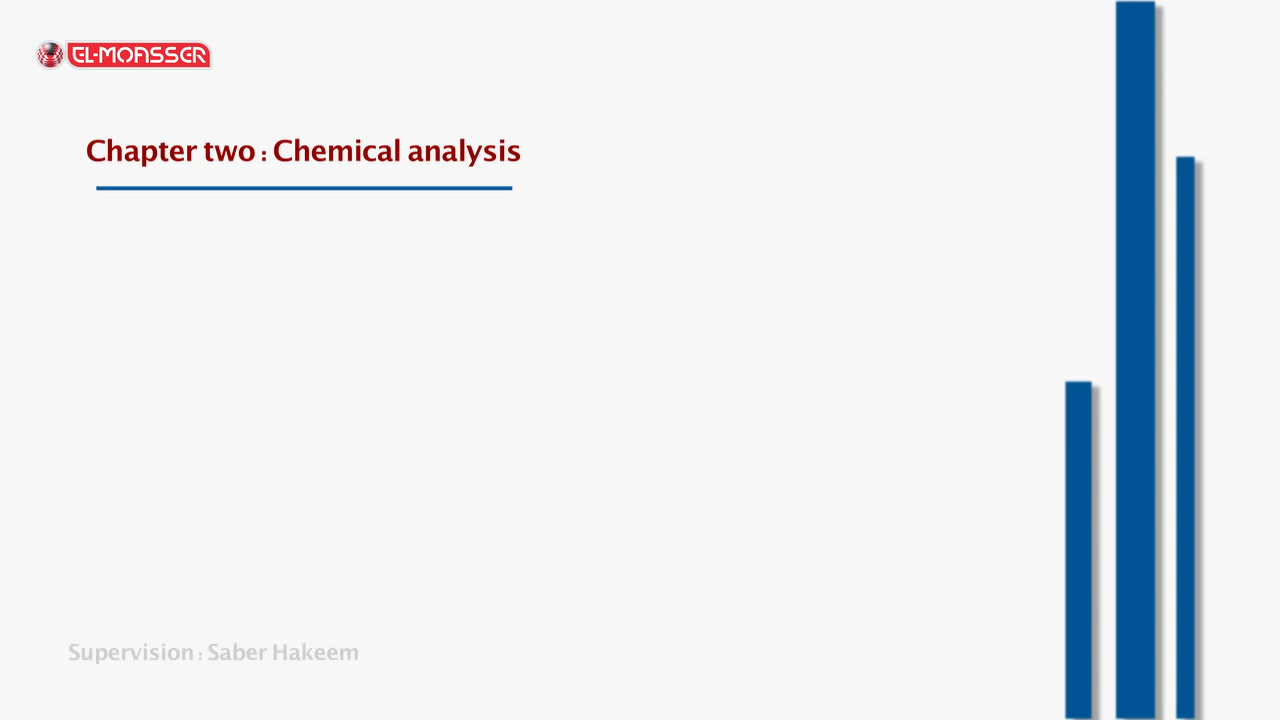 EL-MOASSER
Chapter two : Chemical analysis
Supervision : Saber Hakeem